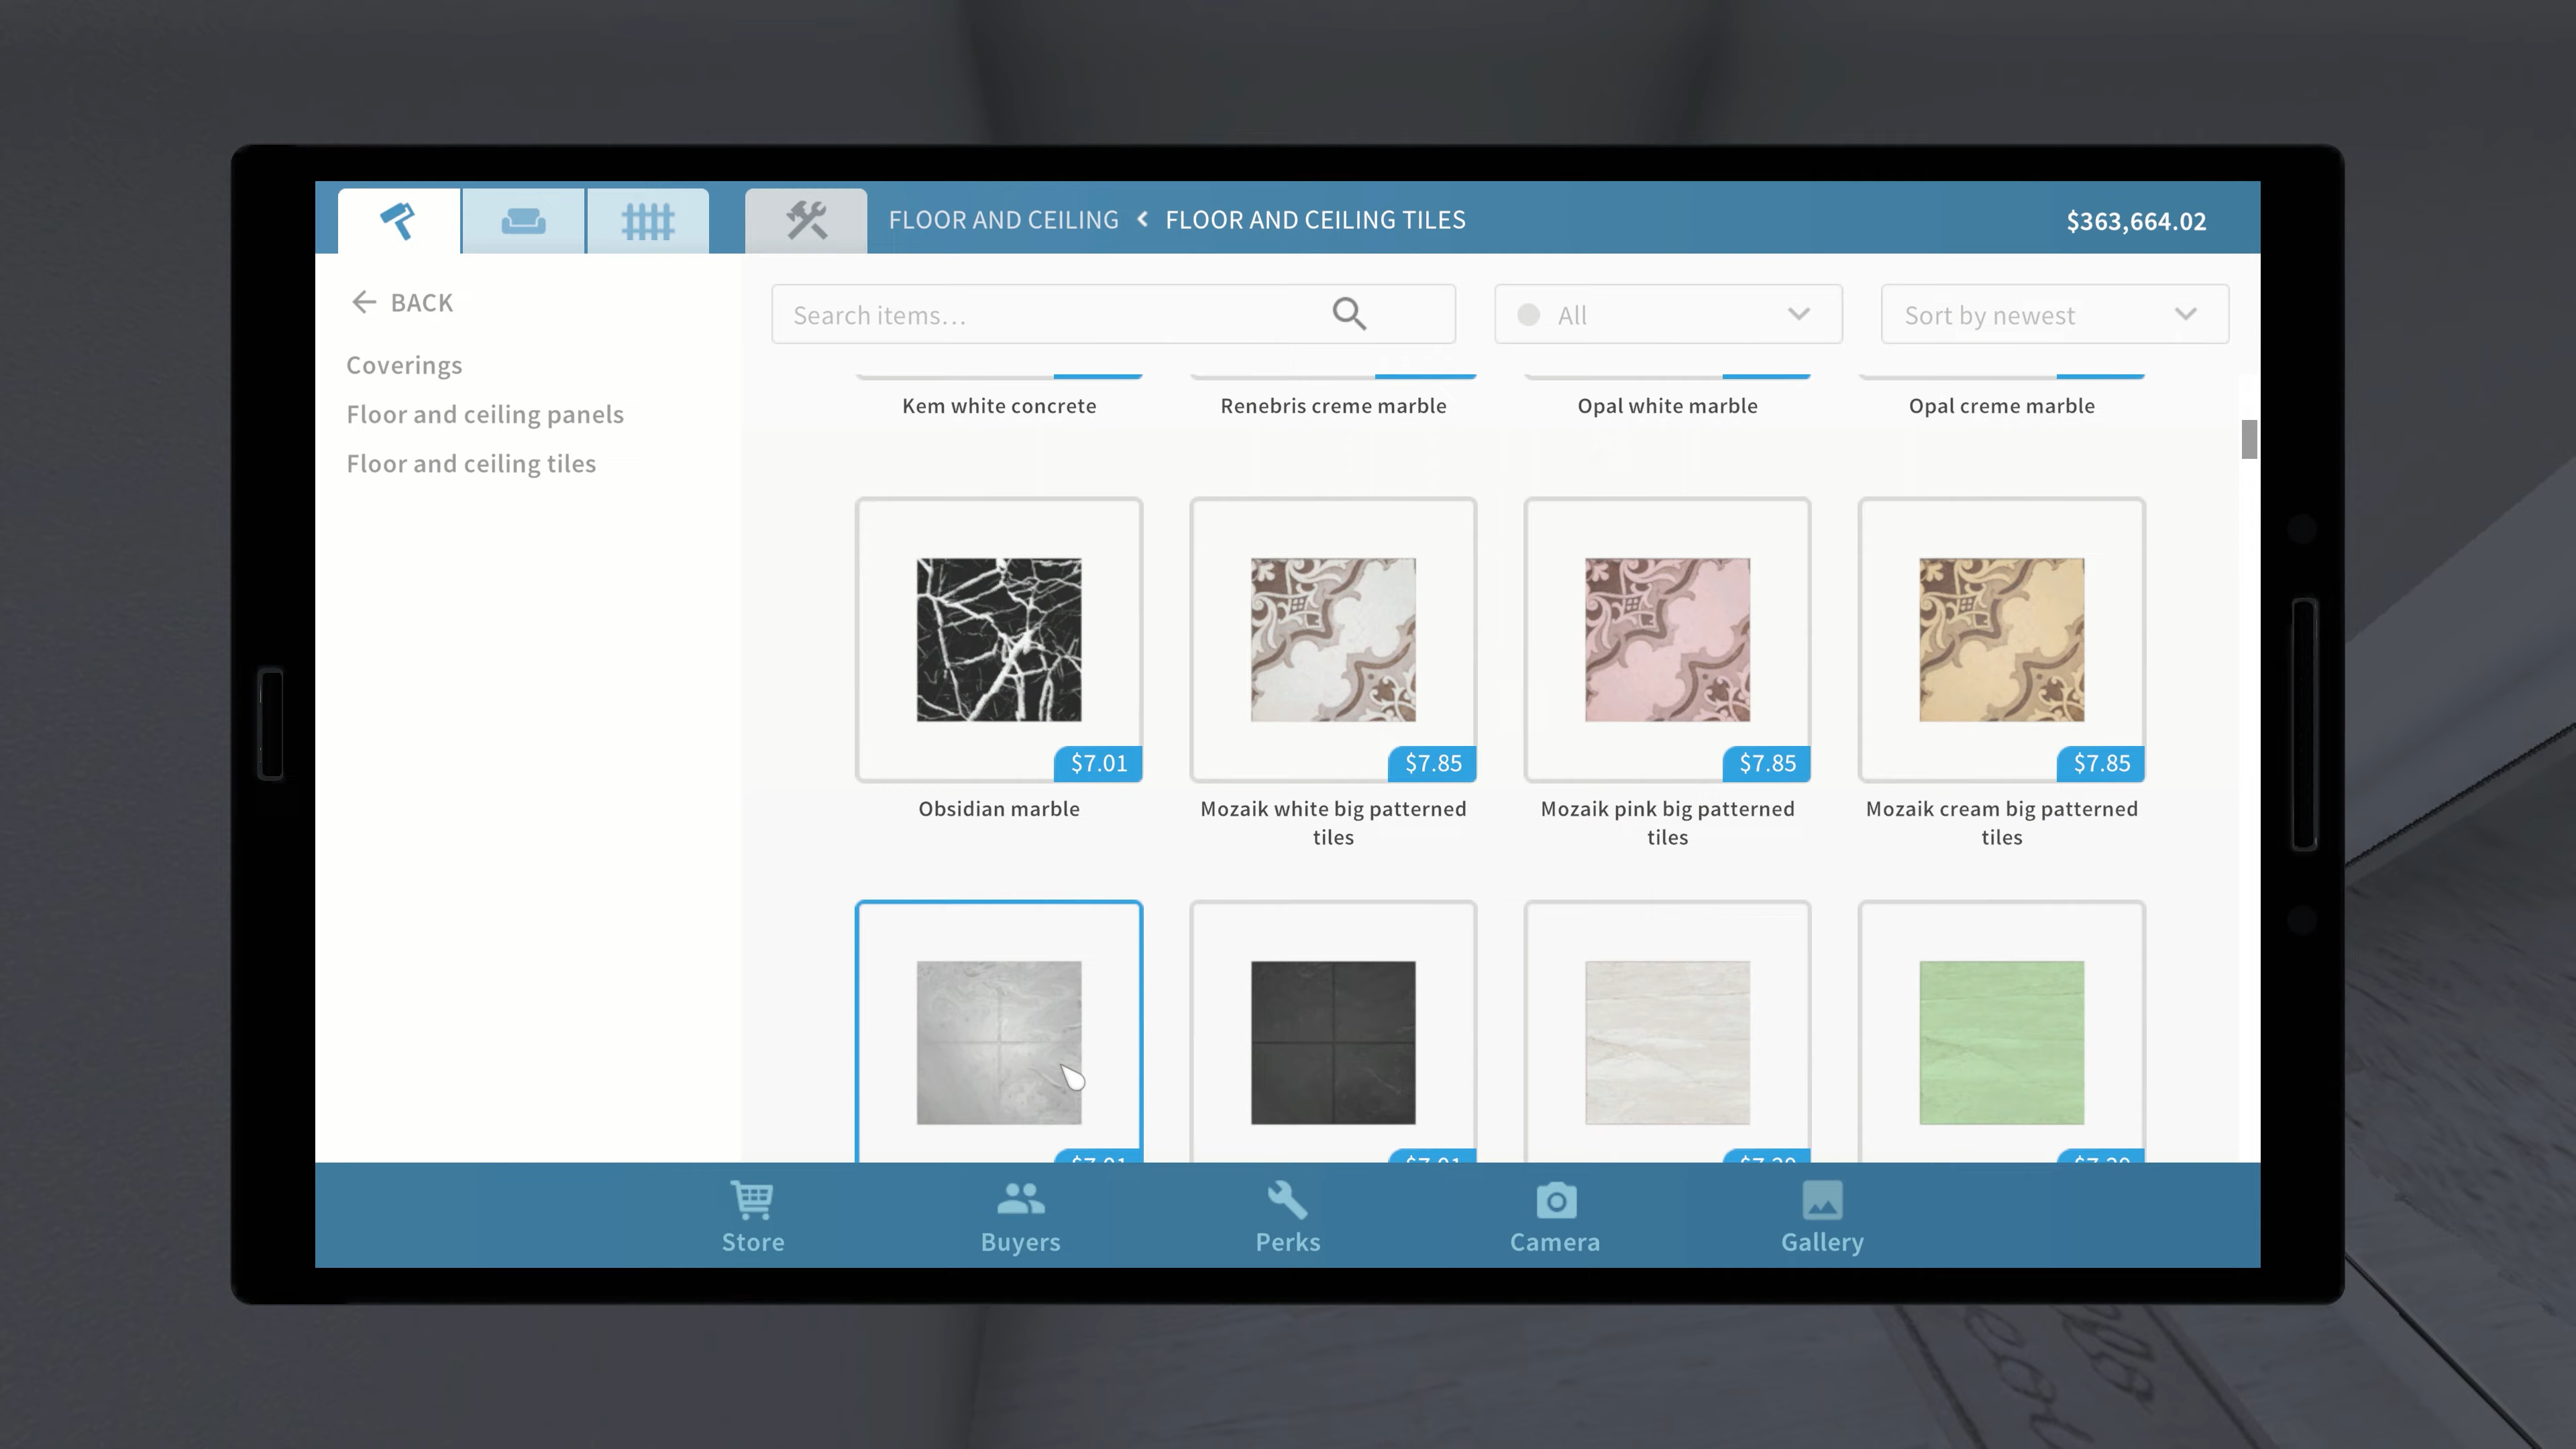 FLOOR AND CEILING < FLOOR AND CEILING TILES
$363,664.02
BACK
Coverings
Floor and ceiling panels
Floor and ceiling tiles
Search items...
All
Sort by newest
Kem white concrete
Renebris creme marble
Opal white marble
Opal creme marble
$7.01
$7.85
$7.85
$7.85
Obsidian marble
Mozaik white big patterned
tiles
Mozaik pink big patterned
tiles
Mozaik cream big patterned
tiles
Store
Buyers
Perks
Camera
Gallery